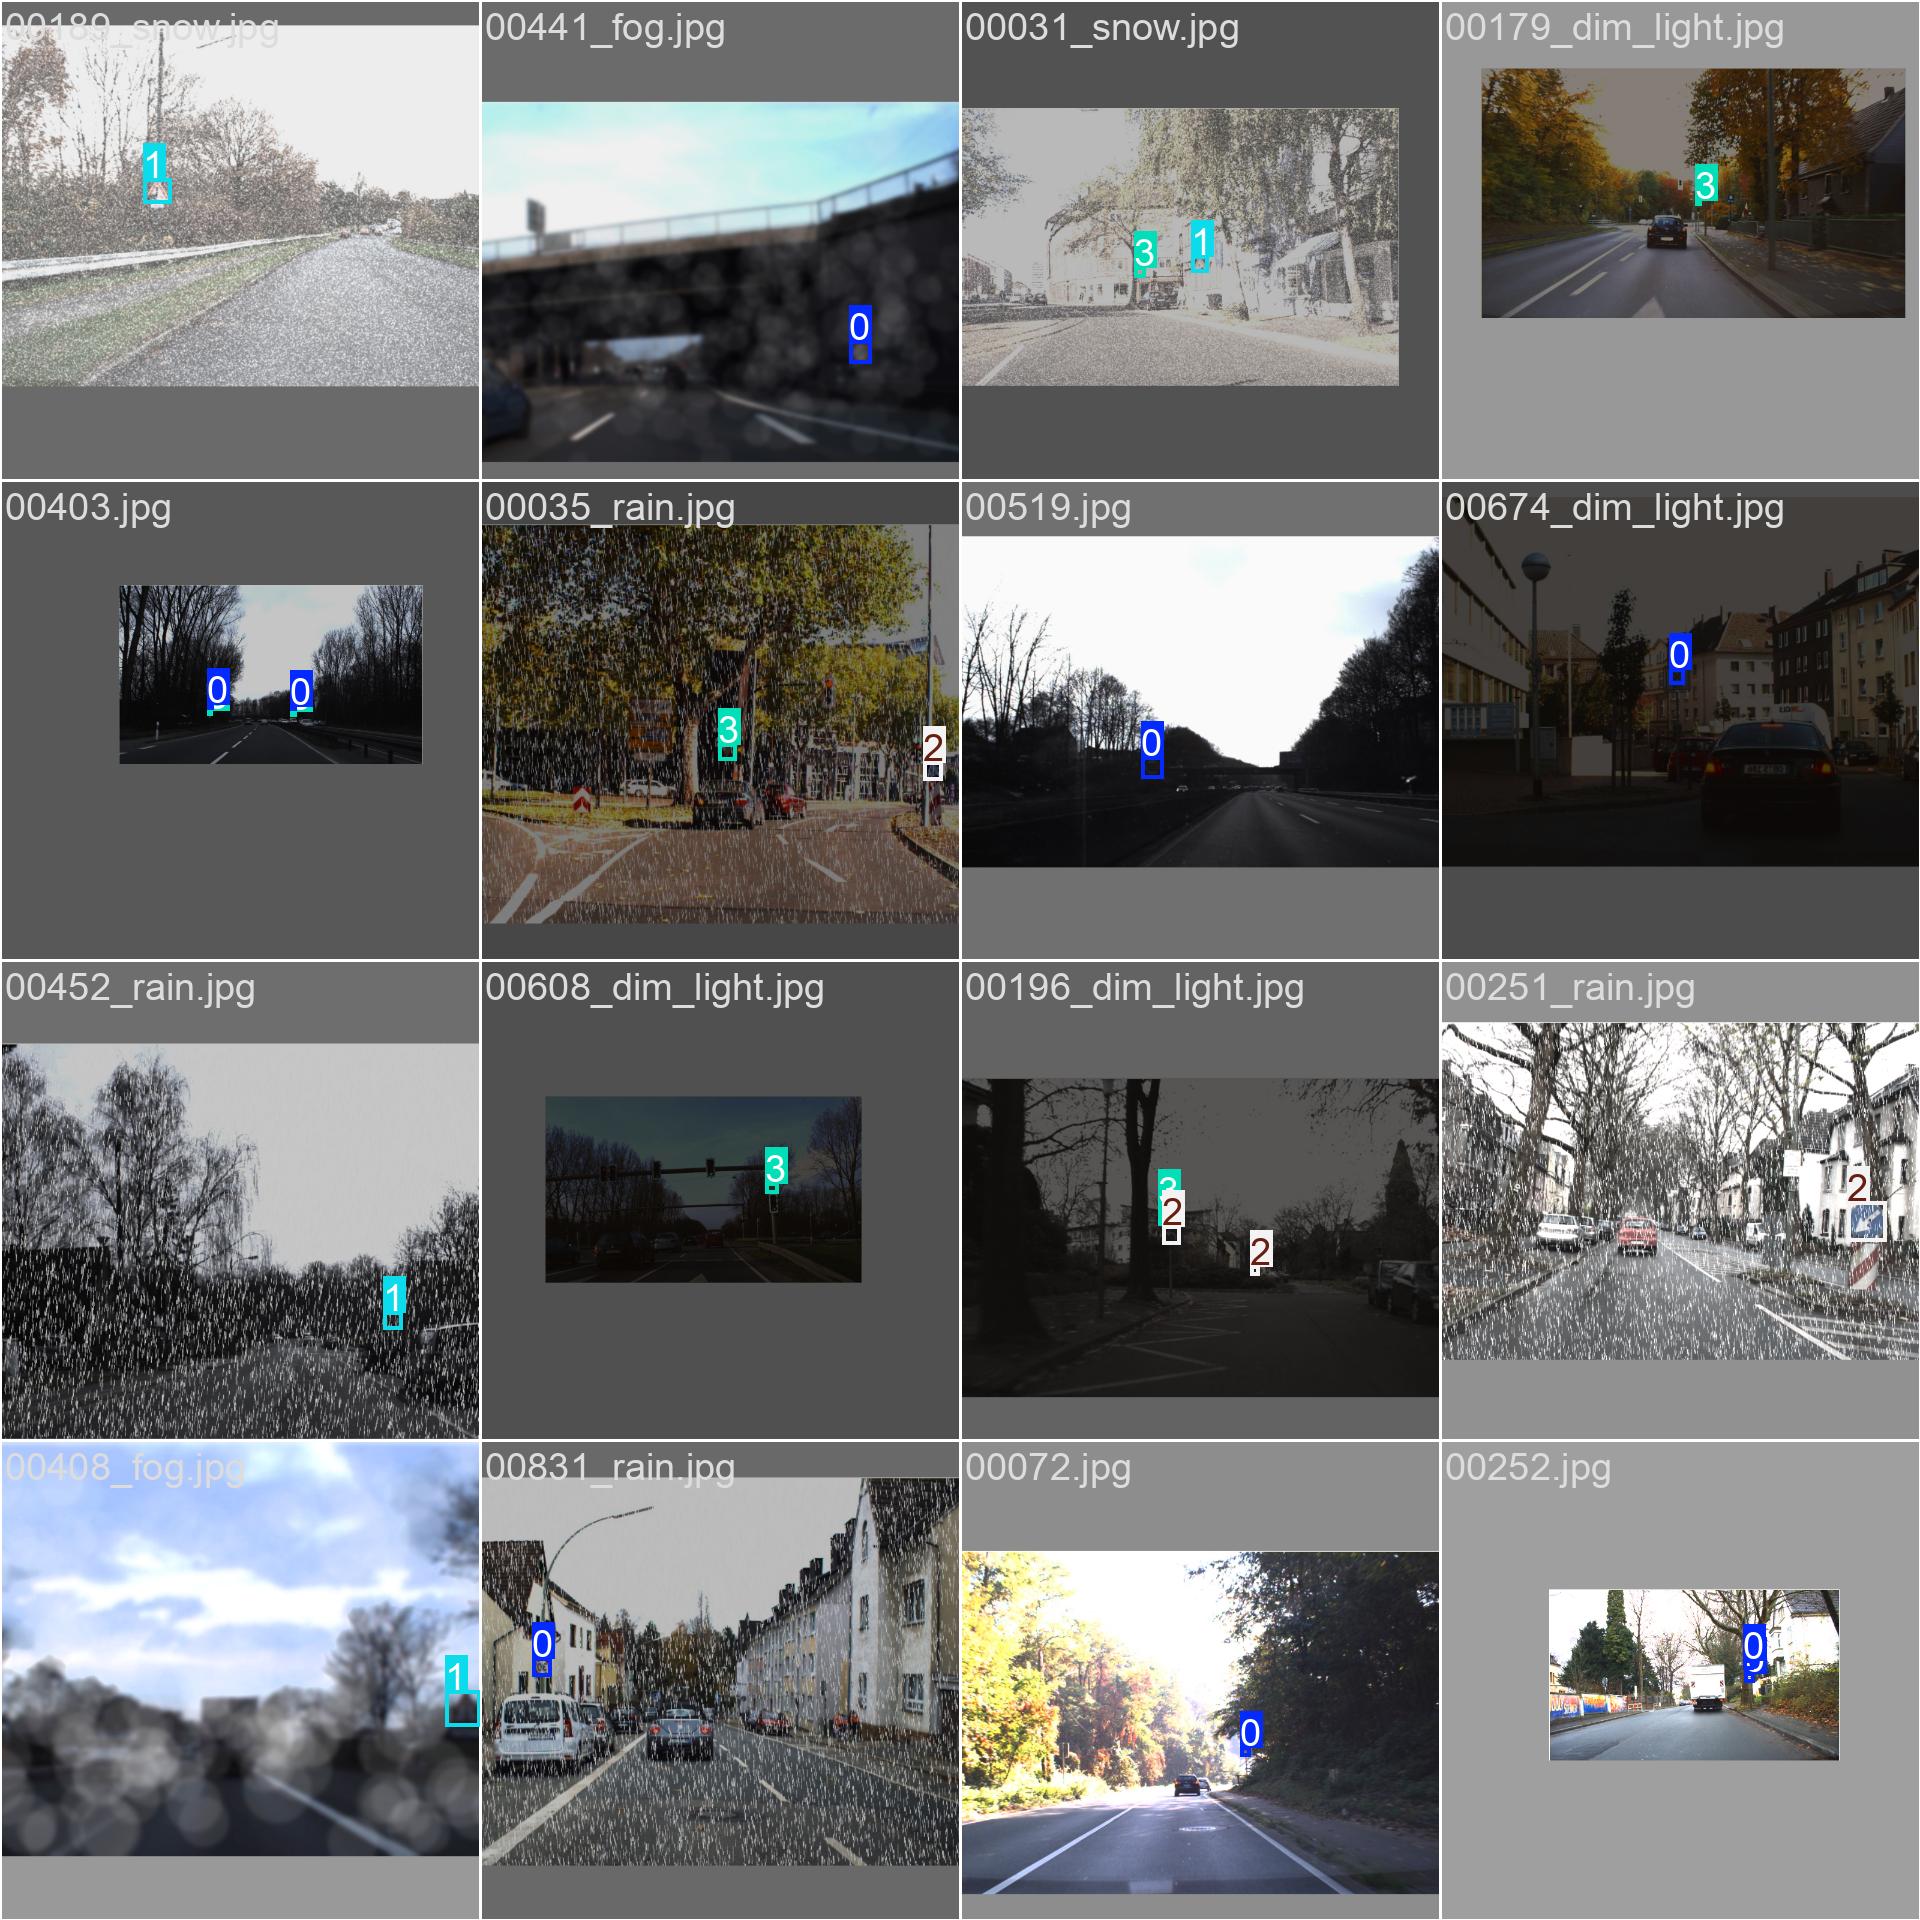 00189_snow.jpg
00441_fog.jpg
00031_snow.jpg
00179_dim_light.jpg
1
0
3
1
3
00403.jpg
00035_rain.jpg
00519.jpg
00674_dim_light.jpg
0
0
3
2
0
0
00452_rain.jpg
00608_dim_light.jpg
00196_dim_light.jpg
00251_rain.jpg
1
3
3
2
2
2
00408_fog.jpg
00831_rain.jpg
00072.jpg
00252.jpg
1
0
0
0